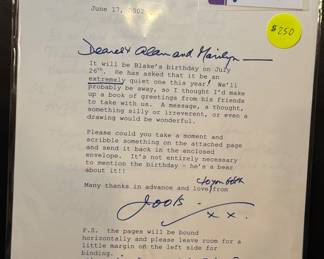 June 17, 2002
$250
Dearest Alan and Marilyn —
It will be Blake's birthday on July
26th. He has asked that it be an
extremely quiet one this year! We'll
probably be away, so I thought I'd make
up a book of greetings from his friends
to take with us. A message, a thought,
something silly or irreverent, or even a
drawing would be wonderful.
Please could you take a moment and
scribble something on the attached page
and send it back in the enclosed
envelope. It's not entirely necessary
to mention the birthday - he's a bear
about it!!
to you both
Many thanks in advance and love from
x x.
P.S. the pages will be bound
horizontally and please leave room for a
little margin on the left side for
binding.